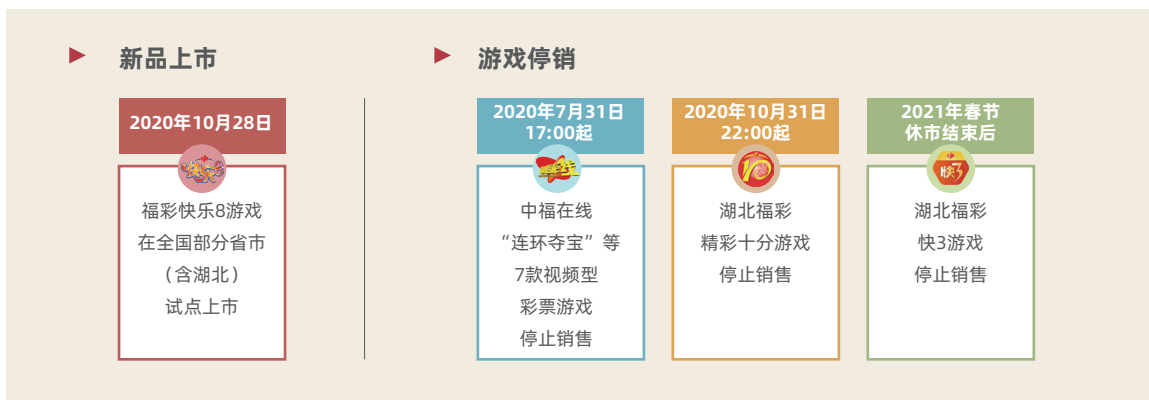 新品上市
2020年10月28日
福彩快乐8游戏
在全国部分省市
（含湖北）
试点上市
游戏停销
2020年7月31日
17:00起
中福在线
“连环夺宝”等
7款视频型
彩票游戏
停止销售
2020年10月31日
22:00起
10
湖北福彩
精彩十分游戏
停止销售
2021年春节
休市结束后
快3
湖北福彩
快3游戏
停止销售